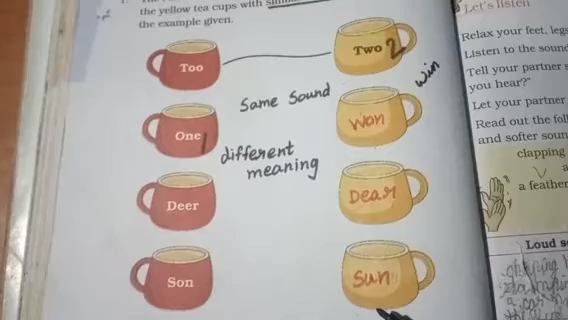 the yellow tea cups with
the example given.
Too
Two 2
Same Sound
win
One 1
Won
different
meaning
Deer
Dear
Son
Sun
Let's listen
Relax your feet, legs
Listen to the sound
Tell your partner
you hear?"
Let your partner
Read out the
and softer
clapping
a feather
Loud